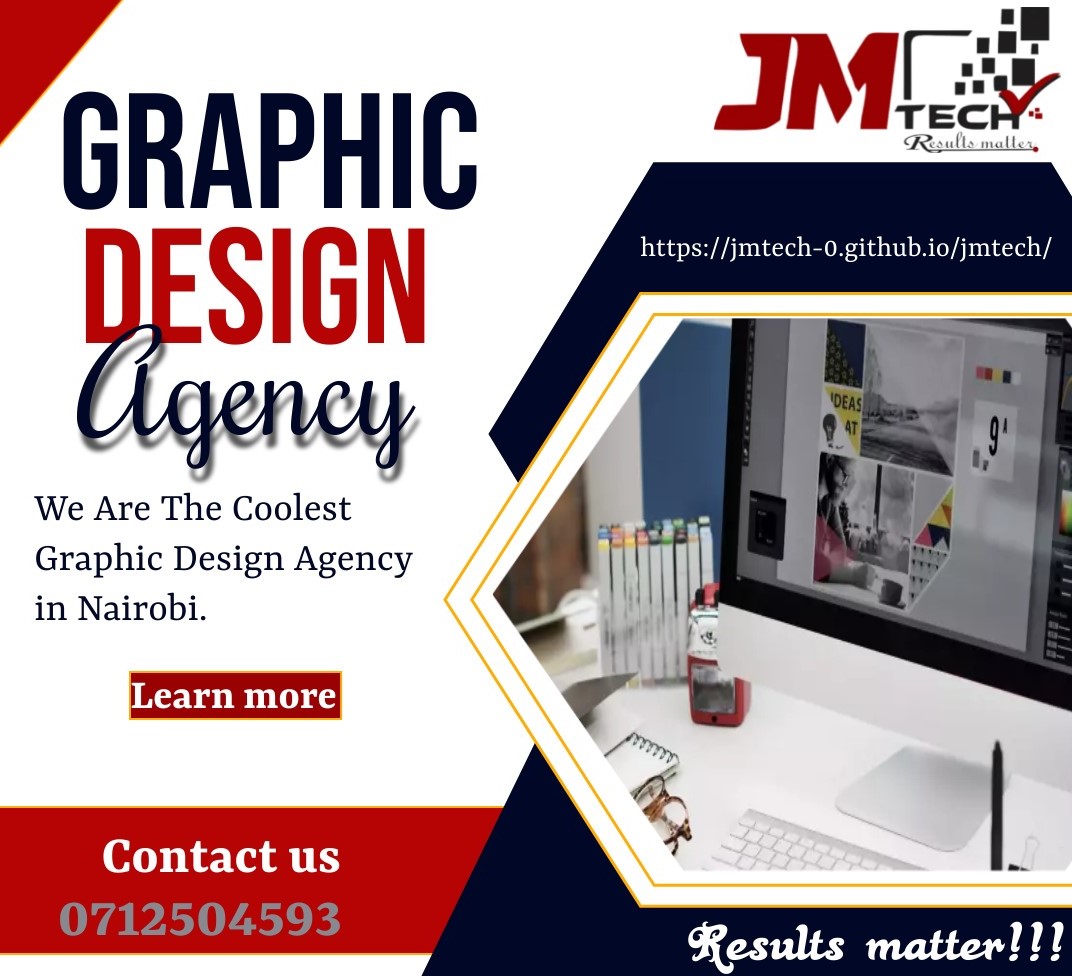 JM
TECH
Results matter.
GRAPHIC
DESIGN
Agency
https://jmtech-0.github.io/jmtech/
We Are The Coolest
Graphic Design Agency
in Nairobi.
Learn more
IDEAS
AT
9A
Contact us
0712504593
Results matter!!!